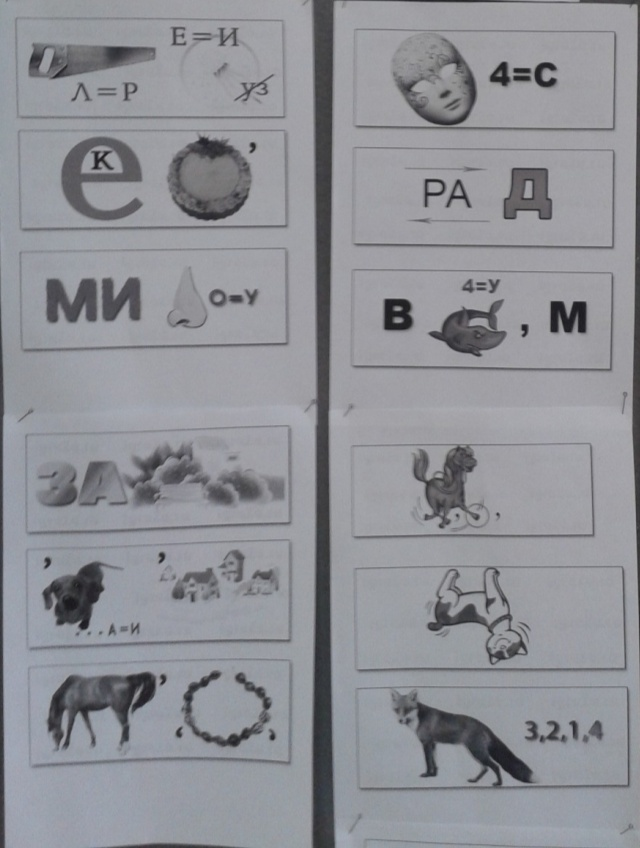 Е=И
Л=Р
уз
е
к
,
МИ
О=У
ЗА
,
,
...А=И
,
,
,
4=С
РА
Д
4=У
В
, М
,
,
3,2,1,4